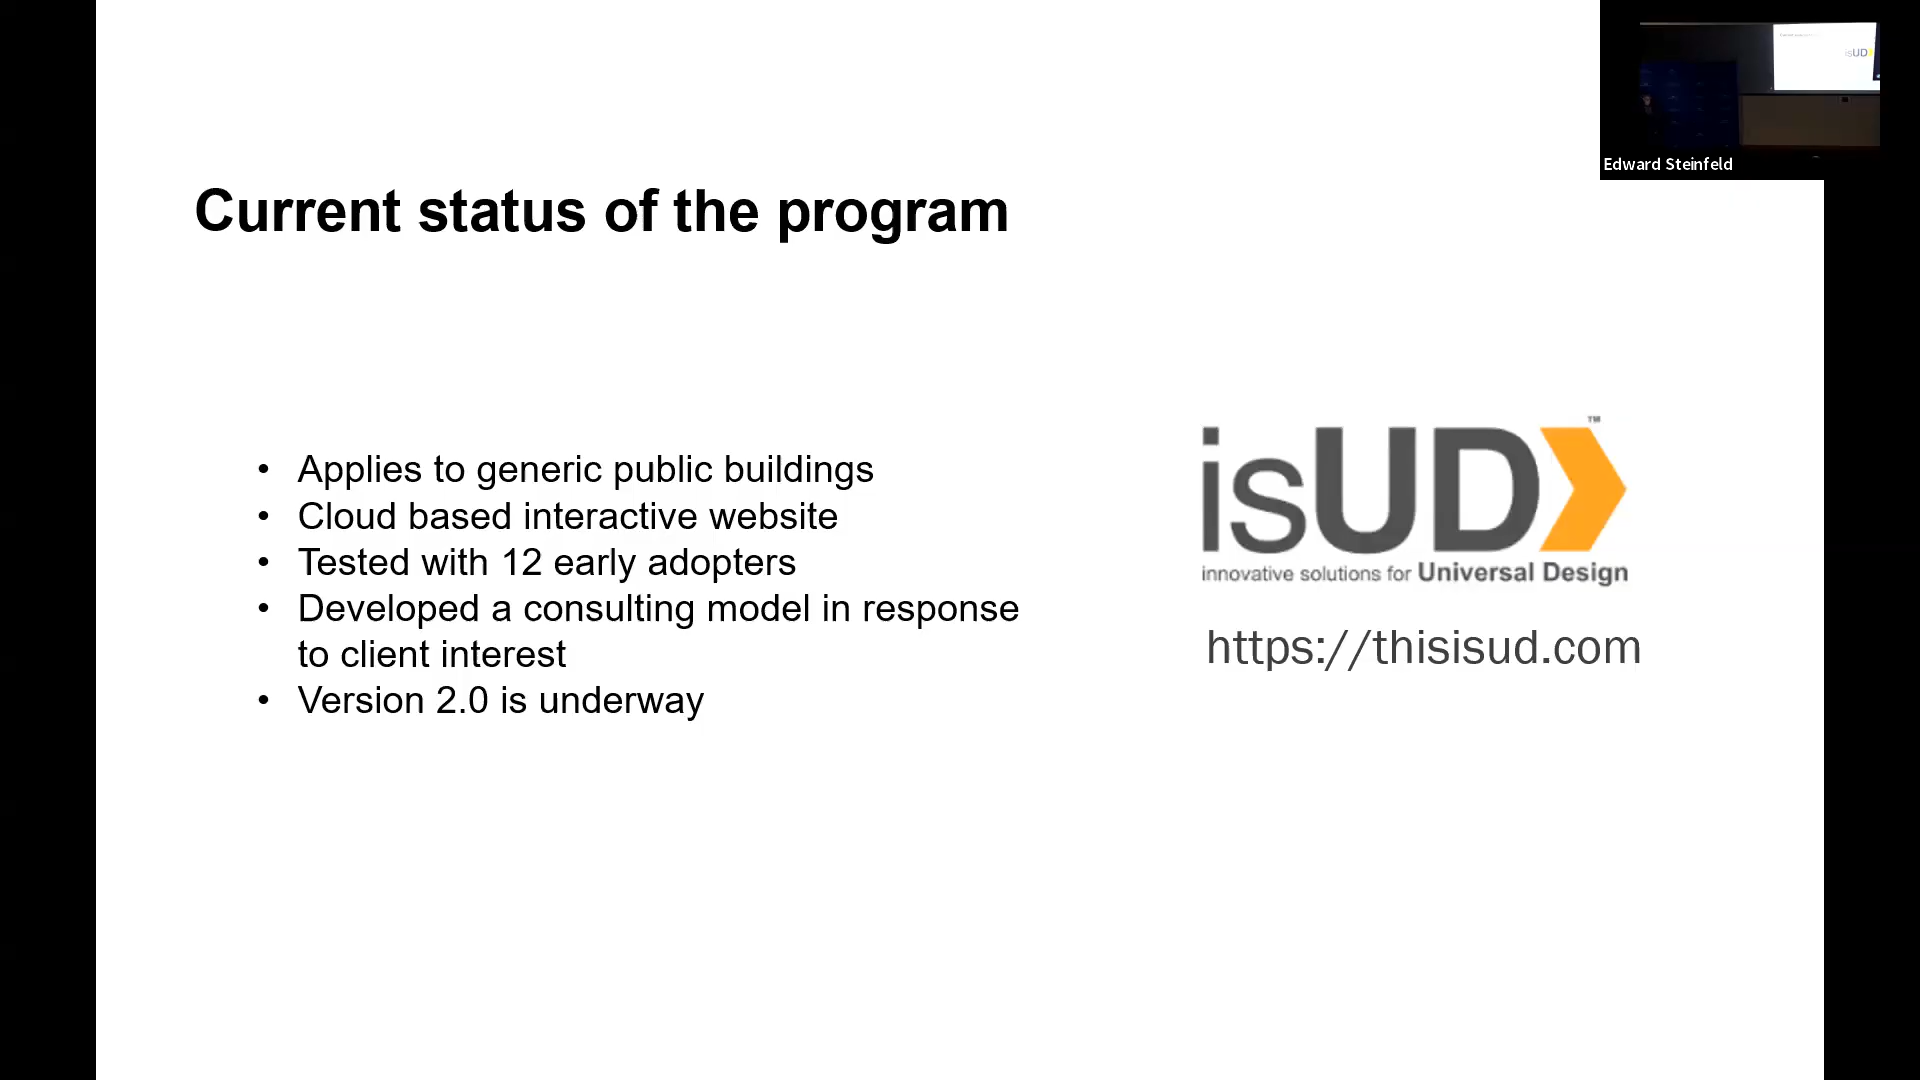 Current status of the program
• Applies to generic public buildings
• Cloud based interactive website
• Tested with 12 early adopters
• Developed a consulting model in response
to client interest
• Version 2.0 is underway
isUD™
innovative solutions for Universal Design
https://thisisud.com
isUD
Edward Steinfeld